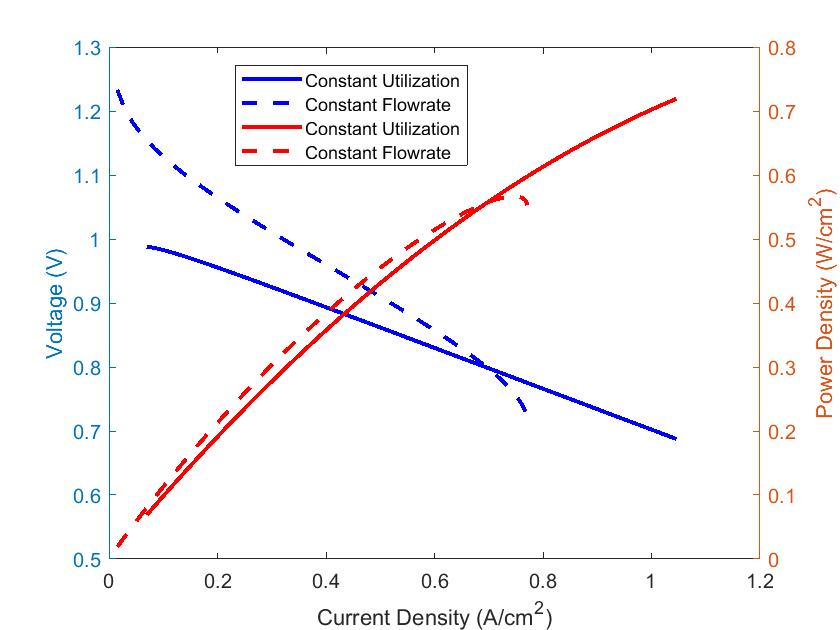 1.3
1.2
1.1
1
0.9
0.8
0.7
0.6
0.5
Voltage (V)
Constant Utilization
Constant Flowrate
Constant Utilization
Constant Flowrate
0.8
0.7
0.6
0.5
0.4
0.3
0.2
0.1
0
Power Density (W/cm²)
0 0.2 0.4 0.6 0.8 1 1.2
Current Density (A/cm²)